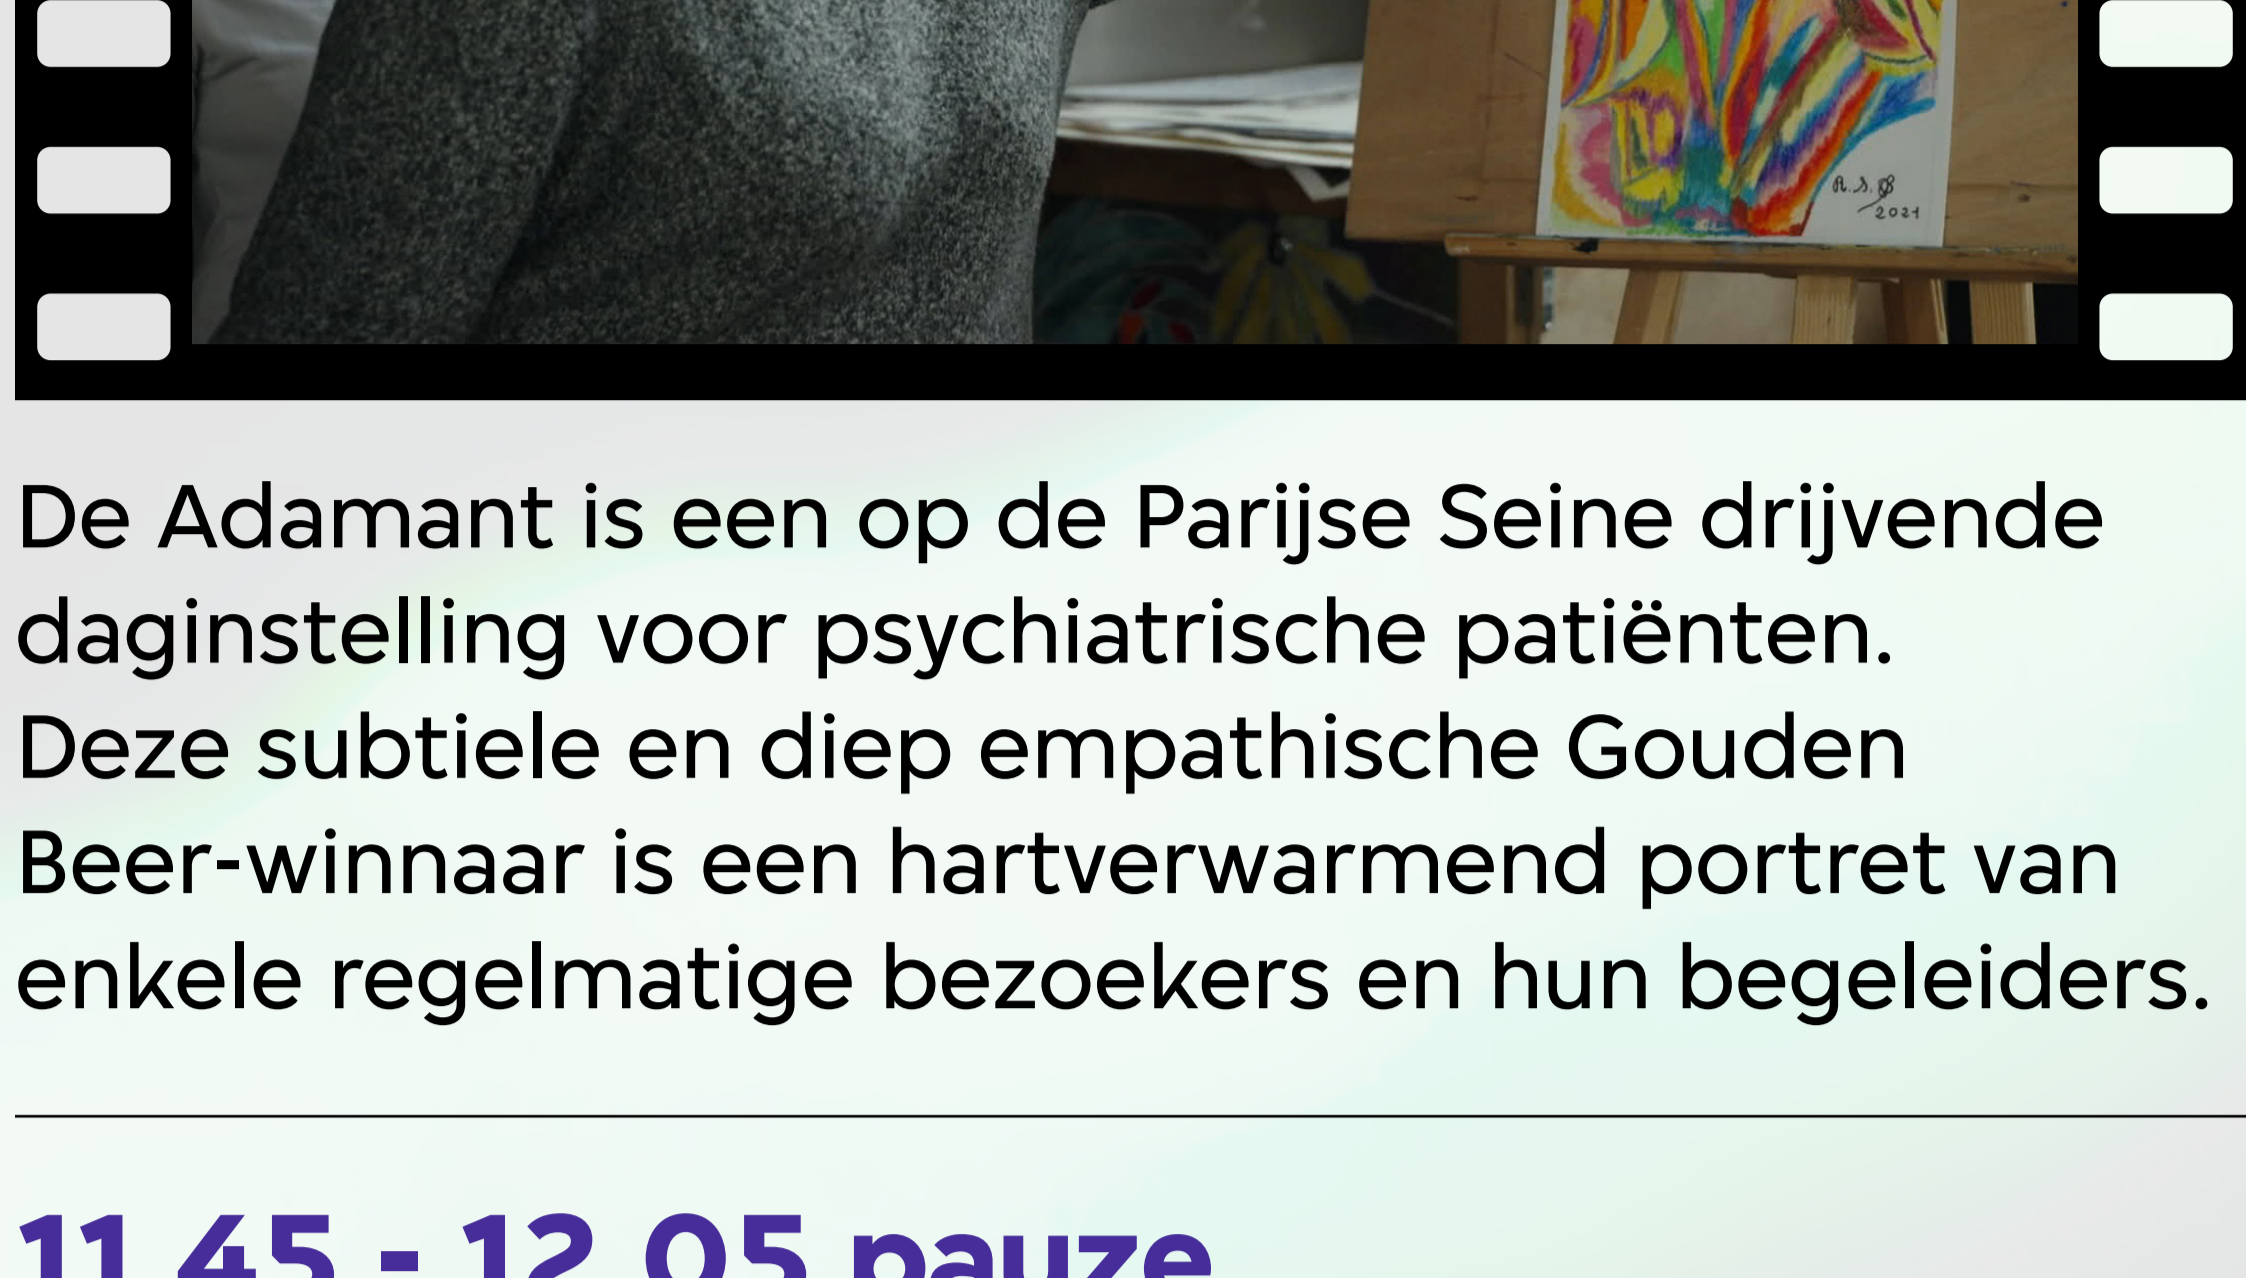 R.S.
2021
De Adamant is een op de Parijse Seine drijvende
daginstelling voor psychiatrische patiënten.
Deze subtiele en diep empathische Gouden
Beer-winnaar is een hartverwarmend portret van
enkele regelmatige bezoekers en hun begeleiders.
11.45 - 12.05 pauze